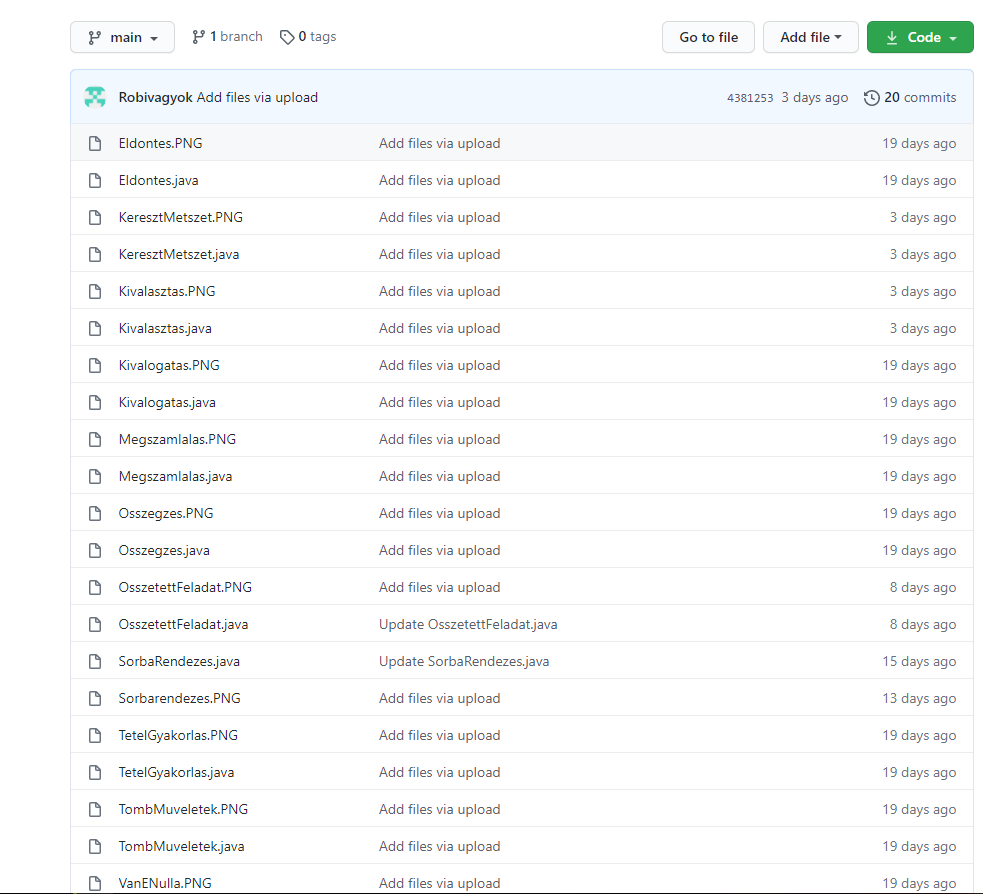 main 1 branch 0 tags Go to file Add file Code
Robivagyok Add files via upload 4381253 3 days ago 20 commits
Eldontes.PNG Add files via upload 19 days ago
Eldontes.java Add files via upload 19 days ago
KeresztMetszet.PNG Add files via upload 3 days ago
KeresztMetszet.java Add files via upload 3 days ago
Kivalasztas.PNG Add files via upload 3 days ago
Kivalasztas.java Add files via upload 3 days ago
Kivalogatas.PNG Add files via upload 19 days ago
Kivalogatas.java Add files via upload 19 days ago
Megszamlalas.PNG Add files via upload 19 days ago
Megszamlalas.java Add files via upload 19 days ago
Osszegzes.PNG Add files via upload 19 days ago
Osszegzes.java Add files via upload 19 days ago
OsszetettFeladat.PNG Add files via upload 8 days ago
OsszetettFeladat.java Update OsszetettFeladat.java 8 days ago
SorbaRendezes.java Update SorbaRendezes.java 15 days ago
Sorbarendezes.PNG Add files via upload 13 days ago
TetelGyakorlas.PNG Add files via upload 19 days ago
TetelGyakorlas.java Add files via upload 19 days ago
TombMuveletek.PNG Add files via upload 19 days ago
TombMuveletek.java Add files via upload 19 days ago
VanENulla.PNG Add files via upload 19 days ago